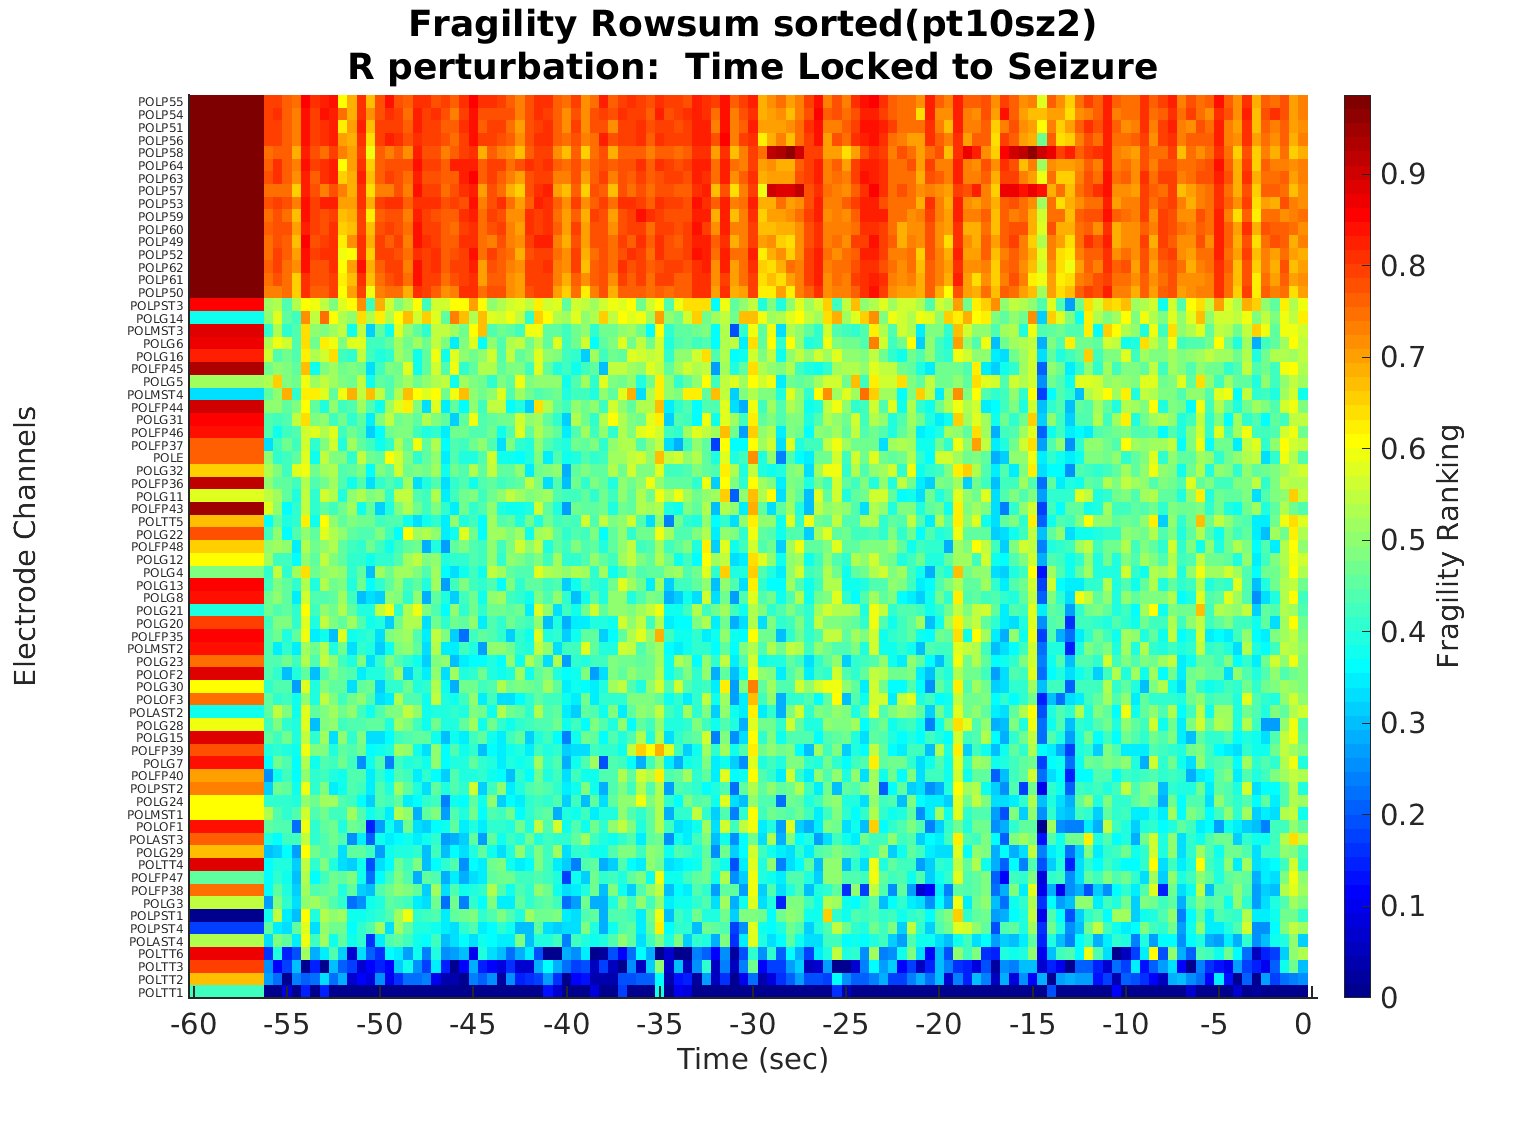 Fragility Rowsum sorted(pt10sz2)
R perturbation:  Time Locked to Seizure
Electrode Channels
POLP55
POLP54
POLP51
POLP56
POLP58
POLP64
POLP63
POLP57
POLP53
POLP59
POLP60
POLP49
POLP52
POLP62
POLP61
POLP50
POLPST3
POLG14
POLMST3
POLG6
POLG16
POLFP45
POLG5
POLMST4
POLFP44
POLG31
POLFP46
POLFP37
POLE
POLG32
POLFP36
POLG11
POLFP43
POLTT5
POLG22
POLFP48
POLG12
POLG4
POLG13
POLG8
POLG21
POLG20
POLFP35
POLMST2
POLG23
POLOF2
POLG30
POLOF3
POLAST2
POLG28
POLG15
POLFP39
POLG7
POLFP40
POLPST2
POLG24
POLMST1
POLOF1
POLAST3
POLG29
POLTT4
POLFP47
POLFP38
POLG3
POLPST1
POLPST4
POLAST4
POLTT6
POLTT3
POLTT2
POLTT1
-60 -55 -50 -45 -40 -35 -30 -25 -20 -15 -10 -5 0
Time (sec)
0.9
0.8
0.7
0.6
0.5
0.4
0.3
0.2
0.1
0
Fragility Ranking